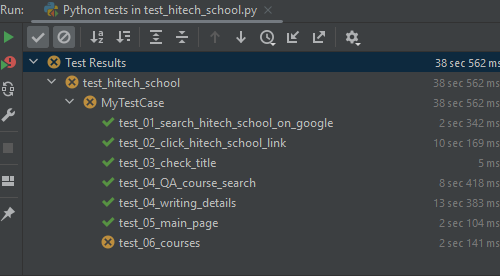 Run: Python tests in test_hitech_school.py ×
Test Results 38 sec 562 ms
test_hitech_school 38 sec 562 ms
MyTestCase 38 sec 562 ms
test_01_search_hitech_school_on_google 2 sec 342 ms
test_02_click_hitech_school_link 10 sec 169 ms
test_03_check_title 5 ms
test_04_QA_course_search 8 sec 418 ms
test_04_writing_details 13 sec 383 ms
test_05_main_page 2 sec 104 ms
test_06_courses 2 sec 141 ms